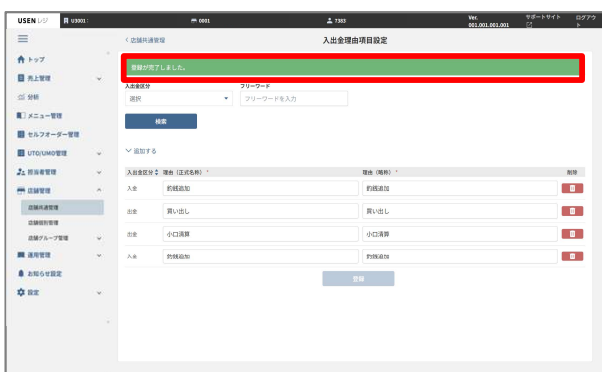 USEN レジ
U3001 :
0001
7383
Ver.
001.001.001.001
サポートサイト
ログアウト
トップ
売上管理
分析
メニュー管理
セルフオーダー管理
UTO/UMO管理
担当者管理
店舗管理
店舗共通管理
店舗個別管理
店舗グループ管理
運用管理
お知らせ設定
設定
< 店舗共通管理
入出金理由項目設定
登録が完了しました。
入出金区分
フリーワード
選択
フリーワードを入力
検索
追加する
入出金区分 理由（正式名称） * 理由（略称） * 削除
入金 釣銭追加 釣銭追加
出金 買い出し 買い出し
出金 小口清算 小口清算
入金 釣銭追加 釣銭追加
登録